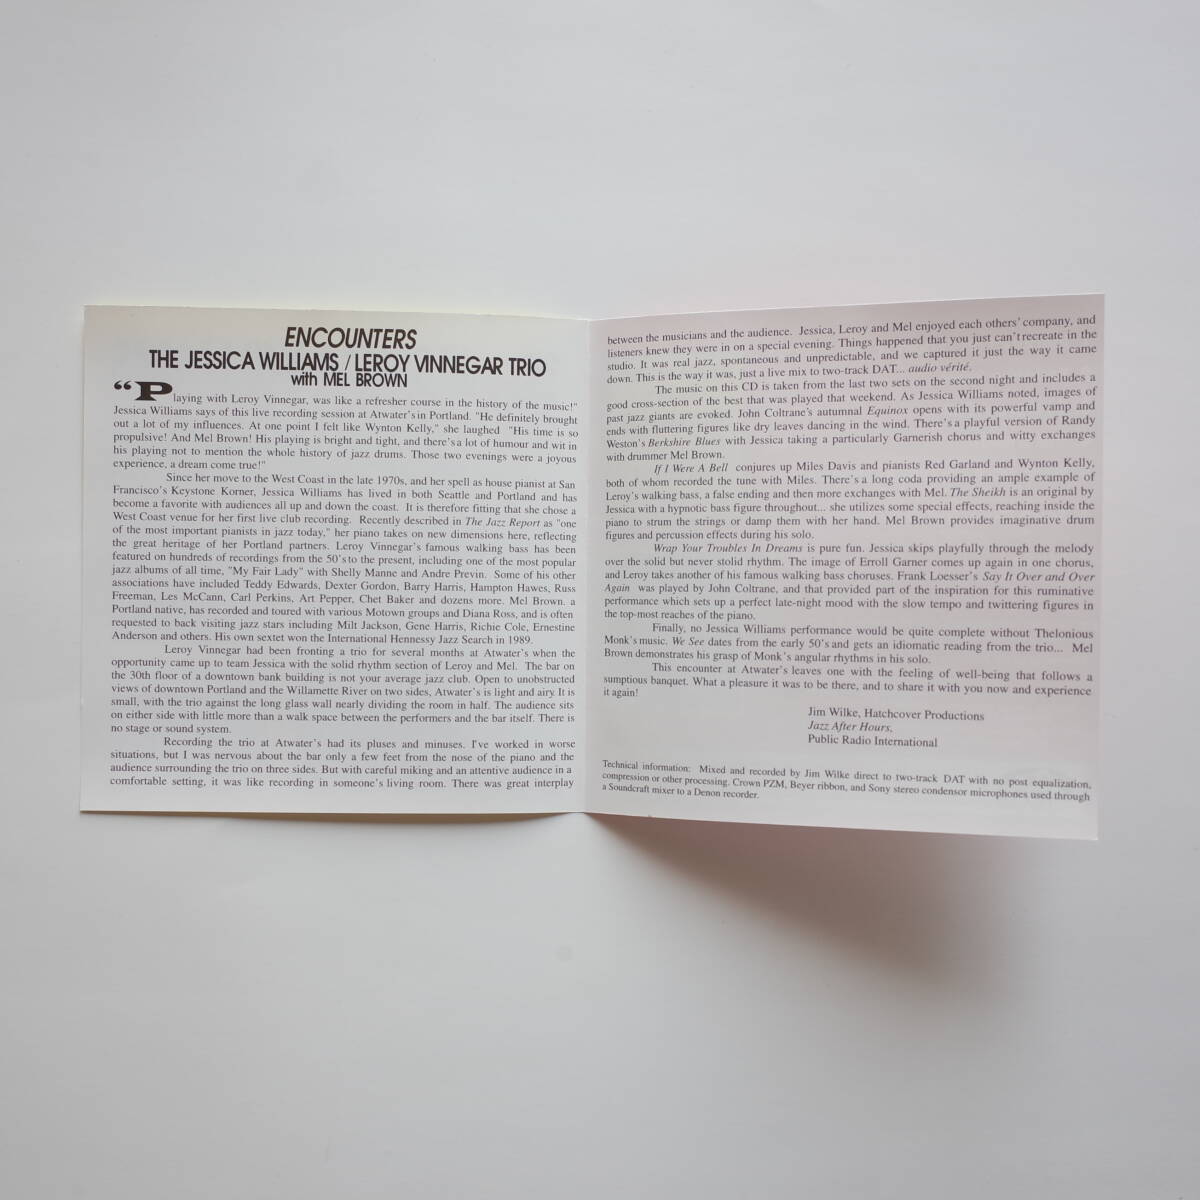 ENCOUNTERS
THE JESSICA WILLIAMS / LEROY VINNEGAR TRIO
with MEL BROWN
“Playing with Leroy Vinnegar, was like a refresher course in the history of the music!"
Jessica Williams says of this live recording session at Atwater's in Portland. "He definitely brought
out a lot of my influences. At one point I felt like Wynton Kelly," she laughed "His time is so
propulsive! And Mel Brown! His playing is bright and tight, and there's a lot of humour and wit in
his playing not to mention the whole history of jazz drums. Those two evenings were a joyous
experience, a dream come true!"
Since her move to the West Coast in the late 1970s, and her spell as house pianist at San
Francisco's Keystone Korner, Jessica Williams has lived in both Seattle and Portland and has
become a favorite with audiences all up and down the coast. It is therefore fitting that she chose a
West Coast venue for her first live club recording. Recently described in The Jazz Report as "one
of the most important pianists in jazz today," her piano takes on new dimensions here, reflecting
the great heritage of her Portland partners. Leroy Vinnegar's famous walking bass has been
featured on hundreds of recordings from the 50's to the present, including one of the most popular
jazz albums of all time, "My Fair Lady" with Shelly Manne and Andre Previn. Some of his other
associations have included Teddy Edwards, Dexter Gordon, Barry Harris, Hampton Hawes, Russ
Freeman, Les McCann, Carl Perkins, Art Pepper, Chet Baker and dozens more. Mel Brown. a
Portland native, has recorded and toured with various Motown groups and Diana Ross, and is often
requested to back visiting jazz stars including Milt Jackson, Gene Harris, Richie Cole, Ernestine
Anderson and others. His own sextet won the International Hennessy Jazz Search in 1989.
Leroy Vinnegar had been fronting a trio for several months at Atwater's when the
opportunity came up to team Jessica with the solid rhythm section of Leroy and Mel. The bar on
the 30th floor of a downtown bank building is not your average jazz club. Open to unobstructed
views of downtown Portland and the Willamette River on two sides, Atwater's is light and airy. It is
small, with the trio against the long glass wall nearly dividing the room in half. The audience sits
on either side with little more than a walk space between the performers and the bar itself. There is
no stage or sound system.
Recording the trio at Atwater's had its pluses and minuses. I've worked in worse
situations, but I was nervous about the bar only a few feet from the nose of the piano and the
audience surrounding the trio on three sides. But with careful miking and an attentive audience in a
comfortable setting, it was like recording in someone's living room. There was great interplay
between the musicians and the audience. Jessica, Leroy and Mel enjoyed each others' company, and
listeners knew they were in on a special evening. Things happened that you just can't recreate in the
studio. It was real jazz, spontaneous and unpredictable, and we captured it just the way it came
down. This is the way it was, just a live mix to two-track DAT... audio vérité.
The music on this CD is taken from the last two sets on the second night and includes a
good cross-section of the best that was played that weekend. As Jessica Williams noted, images of
past jazz giants are evoked. John Coltrane's autumnal Equinox opens with its powerful vamp and
ends with fluttering figures like dry leaves dancing in the wind. There's a playful version of Randy
Weston's Berkshire Blues with Jessica taking a particularly Garnerish chorus and witty exchanges
with drummer Mel Brown.
If I Were A Bell conjures up Miles Davis and pianists Red Garland and Wynton Kelly,
both of whom recorded the tune with Miles. There's a long coda providing an ample example of
Leroy's walking bass, a false ending and then more exchanges with Mel. The Sheikh is an original by
Jessica with a hypnotic bass figure throughout... she utilizes some special effects, reaching inside the
piano to strum the strings or damp them with her hand. Mel Brown provides imaginative drum
figures and percussion effects during his solo.
Wrap Your Troubles In Dreams is pure fun. Jessica skips playfully through the melody
over the solid but never stolid rhythm. The image of Erroll Garner comes up again in one chorus,
and Leroy takes another of his famous walking bass choruses. Frank Loesser's Say It Over and Over
Again was played by John Coltrane, and that provided part of the inspiration for this ruminative
performance which sets up a perfect late-night mood with the slow tempo and twittering figures in
the top-most reaches of the piano.
Finally, no Jessica Williams performance would be quite complete without Thelonious
Monk's music. We See dates from the early 50's and gets an idiomatic reading from the trio... Mel
Brown demonstrates his grasp of Monk's angular rhythms in his solo.
This encounter at Atwater's leaves one with the feeling of well-being that follows a
sumptious banquet. What a pleasure it was to be there, and to share it with you now and experience
it again!
Jim Wilke, Hatchcover Productions
Jazz After Hours,
Public Radio International
Technical information: Mixed and recorded by Jim Wilke direct to two-track DAT with no post equalization,
compression or other processing. Crown PZM, Beyer ribbon, and Sony stereo condensor microphones used through
a Soundcraft mixer to a Denon recorder.